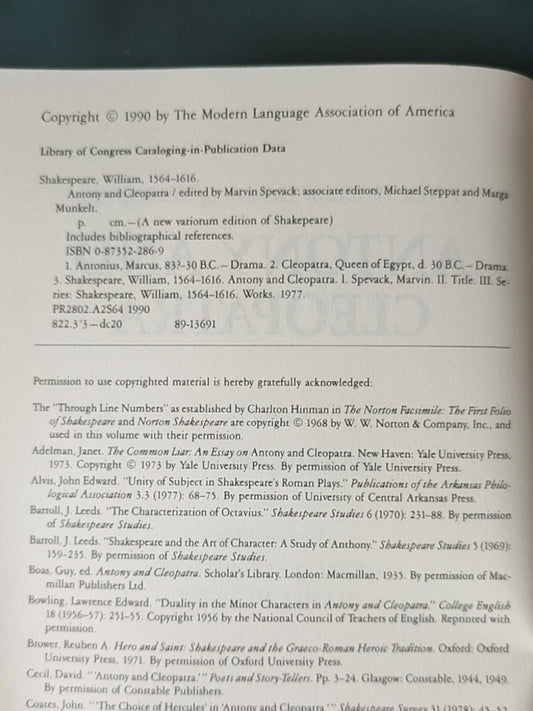 Copyright © 1990 by The Modern Language Association of America
Library of Congress Cataloging-in-Publication Data
Shakespeare, William, 1564-1616.
Antony and Cleopatra / edited by Marvin Spevack; associate editors, Michael Steppat and Marga
Munkelt.
p. cm.—(A new variorum edition of Shakepeare)
Includes bibliographical references.
ISBN 0-87352-286-9
1. Antonius, Marcus, 83?-30 B.C.—Drama. 2. Cleopatra, Queen of Egypt, d. 30 B.C.—Drama.
3. Shakespeare, William, 1564-1616. Antony and Cleopatra. I. Spevack, Marvin. II. Title. III. Se-
ries: Shakespeare, William, 1564-1616. Works. 1977.
PR2802.A2S64 1990
822.3'3—dc20 89-13691
Permission to use copyrighted material is hereby gratefully acknowledged:
The "Through Line Numbers" as established by Charlton Hinman in The Norton Facsimile: The First Folio
of Shakespeare and Norton Shakespeare are copyright © 1968 by W. W. Norton & Company, Inc., and
used in this volume with their permission.
Adelman, Janet. The Common Liar: An Essay on Antony and Cleopatra. New Haven: Yale University Press,
1973. Copyright © 1973 by Yale University Press. By permission of Yale University Press.
Alvis, John Edward. "Unity of Subject in Shakespeare's Roman Plays." Publications of the Arkansas Philo-
logical Association 3.3 (1977): 68-75. By permission of University of Central Arkansas Press.
Barroll, J. Leeds. "The Characterization of Octavius." Shakespeare Studies 6 (1970): 231-88. By permission
of Shakespeare Studies.
Barroll, J. Leeds. "Shakespeare and the Art of Character: A Study of Anthony." Shakespeare Studies 5 (1969):
159-235. By permission of Shakespeare Studies.
Boas, Guy, ed. Antony and Cleopatra. Scholar's Library. London: Macmillan, 1935. By permission of Mac-
millan Publishers Ltd.
Bowling, Lawrence Edward. "Duality in the Minor Characters in Antony and Cleopatra." College English
18 (1956-57): 251-55. Copyright 1956 by the National Council of Teachers of English. Reprinted with
permission.
Brower, Reuben A. Hero and Saint: Shakespeare and the Graeco-Roman Heroic Tradition. Oxford: Oxford
University Press, 1971. By permission of Oxford University Press.
Cecil, David. "'Antony and Cleopatra.'" Poets and Story-Tellers. Pp. 3-24. Glasgow: Constable, 1944, 1949.
By permission of Constable Publishers.
Coates, John. "'The Choice of Hercules' in 'Antony and Cleopatra.'" Shakespeare Survey 31 (1978): 45-52.